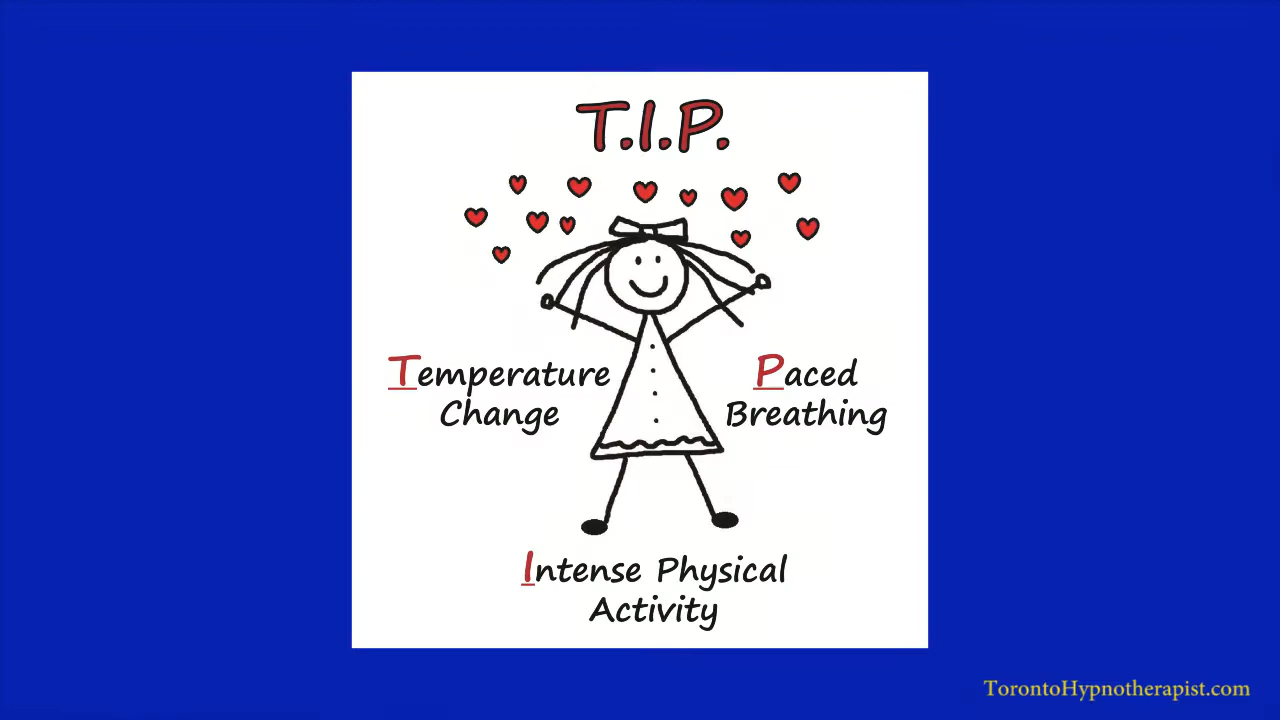 T.I.P.
Temperature
Change
Paced
Breathing
Intense Physical
Activity
TorontoHypnotherapist.com